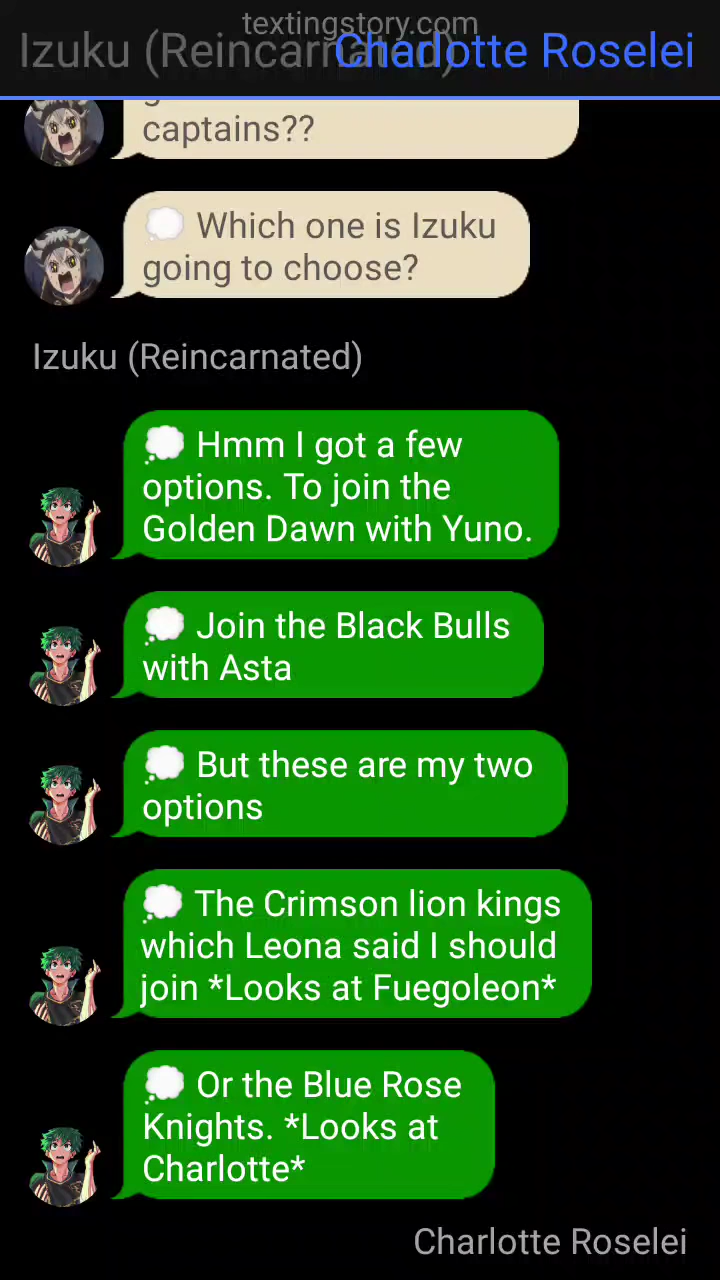 textingstory.com
Izuku (Reincarnated)
Charlotte Roselei
captains??
💭 Which one is Izuku
going to choose?
Izuku (Reincarnated)
💭 Hmm I got a few
options. To join the
Golden Dawn with Yuno.
💭 Join the Black Bulls
with Asta
💭 But these are my two
options
💭 The Crimson lion kings
which Leona said I should
join *Looks at Fuegoleon*
💭 Or the Blue Rose
Knights. *Looks at
Charlotte*
Charlotte Roselei